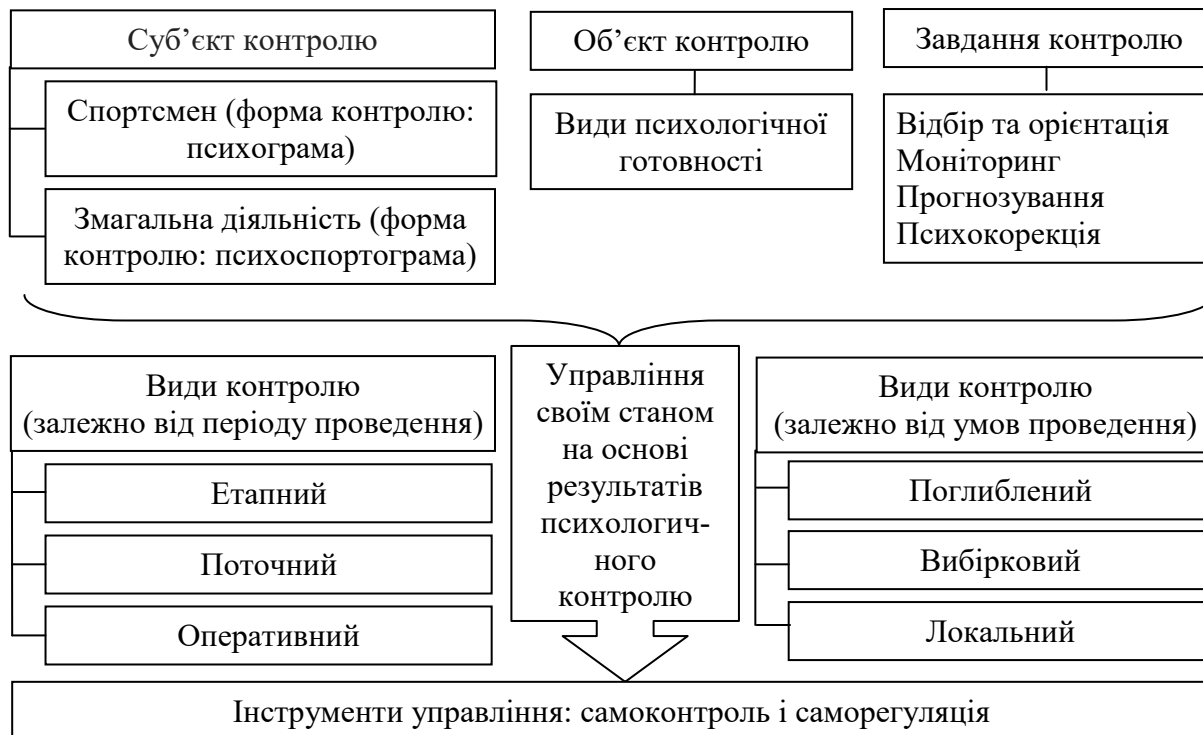 Суб’єкт контролю
Спортсмен (форма контролю:
психограма)
Змагальна діяльність (форма
контролю: психоспортограма)
Об’єкт контролю
Види психологічної
готовності
Завдання контролю
Відбір та орієнтація
Моніторинг
Прогнозування
Психокорекція
Види контролю
(залежно від періоду проведення)
Етапний
Поточний
Оперативний
Управління
своїм станом
на основі
результатів
психологич-
ного
контролю
Види контролю
(залежно від умов проведення)
Поглиблений
Вибірковий
Локальний
Інструменти управління: самоконтроль і саморегуляція